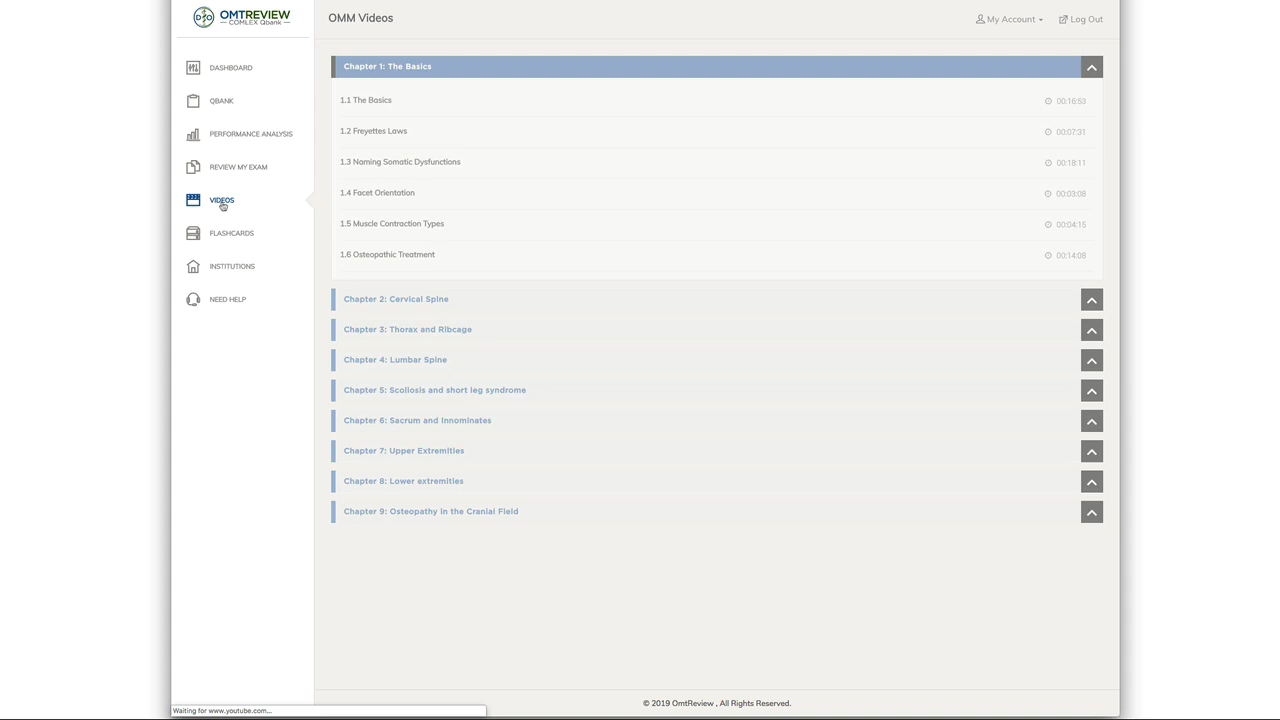 OMTREVIEW
COMLEX Qbank
DO
OMM Videos
My Account
Log Out
DASHBOARD
QBANK
PERFORMANCE ANALYSIS
REVIEW MY EXAM
VIDEOS
FLASHCARDS
INSTITUTIONS
NEED HELP
Chapter 1: The Basics
1.1 The Basics 00:16:53
1.2 Freyettes Laws 00:07:31
1.3 Naming Somatic Dysfunctions 00:18:11
1.4 Facet Orientation 00:03:08
1.5 Muscle Contraction Types 00:04:15
1.6 Osteopathic Treatment 00:14:08
Chapter 2: Cervical Spine
Chapter 3: Thorax and Ribcage
Chapter 4: Lumbar Spine
Chapter 5: Scoliosis and short leg syndrome
Chapter 6: Sacrum and Innominates
Chapter 7: Upper Extremities
Chapter 8: Lower extremities
Chapter 9: Osteopathy in the Cranial Field
© 2019 OmtReview , All Rights Reserved.
Waiting for www.youtube.com...